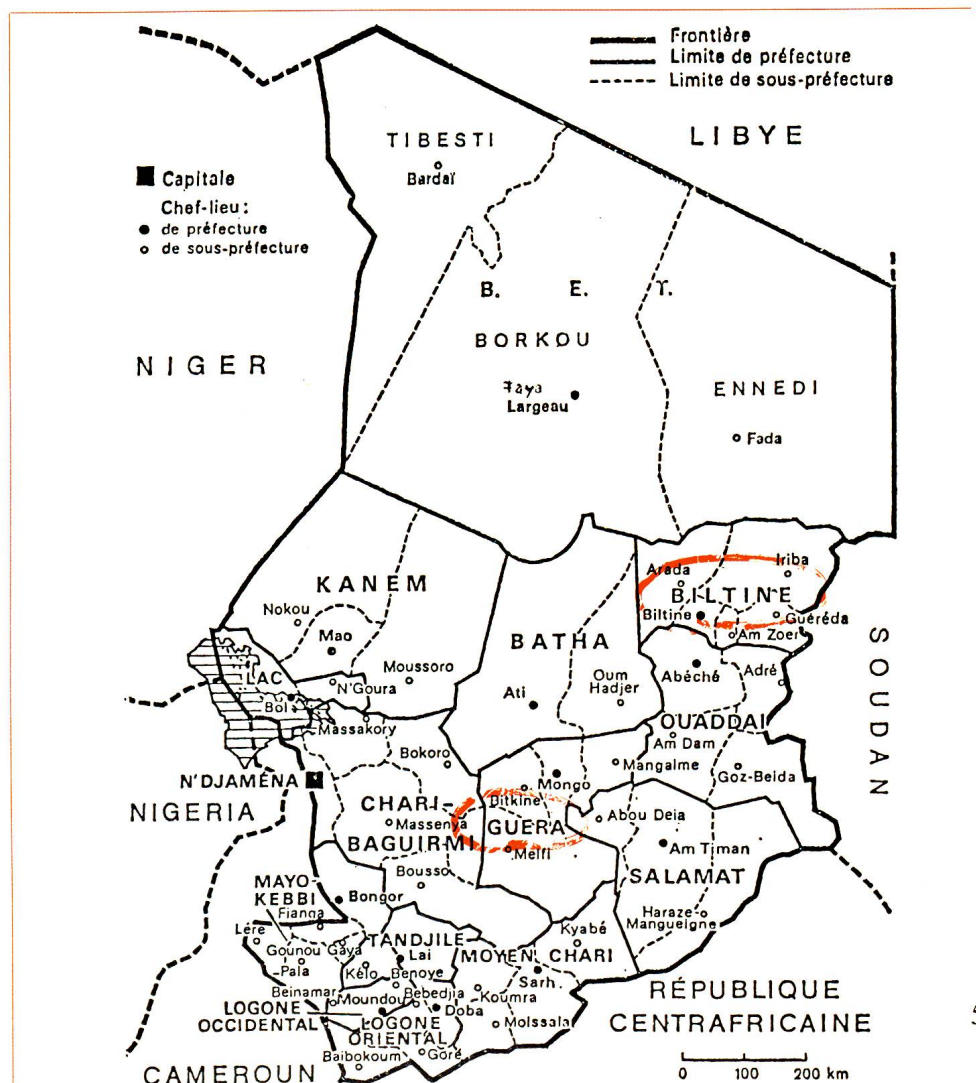 Frontière
Limite de préfecture
Limite de sous-préfecture
LIBYE
TIBESTI
Bardaï
Capitale
Chef-lieu :
de préfecture
de sous-préfecture
B. E. T.
BORKOU
NIGER
Faya
Largeau
ENNEDI
Fada
KANEM
Nokou
Mao
Moussoro
N'Goura
LAC
Bol
Massakory
BATHA
Ati
Oum
Hadjer
Arada
Iriba
BILTINE
Biltine
Guéréda
Am Zoer
Abéché
Adré
OUADDAI
Am Dam
Goz-Beida
SOUDAN
Bokoro
N'DJAMÉNA
NIGERIA
CHARI-
Massenya
BAGUIRMI
Bousso
Mongo
Mangalme
Bitkine
GUERA
Melfi
Abou Deia
Am Timan
SALAMAT
Haraze-
Mangueigne
MAYO-
KEBBI
Bongor
Fianga
Lére
Gounou Gaya
Pala
TANDJILE
Lai
Kélo
Benoye
MOYEN
CHARI
Kyabé
Sarh
Beinamar
Moundou
Bebedjia
Koumra
LOGONE
OCCIDENTAL
Doba
Moissala
LOGONE
ORIENTAL
Baibokoum
Goré
RÉPUBLIQUE
CENTRAFRICAINE
CAMEROUN
0 100 200 km
5